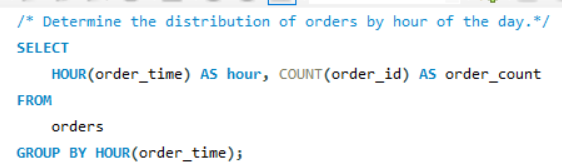 /* Determine the distribution of orders by hour of the day.*/
SELECT
HOUR(order_time) AS hour, COUNT(order_id) AS order_count
FROM
orders
GROUP BY HOUR(order_time);